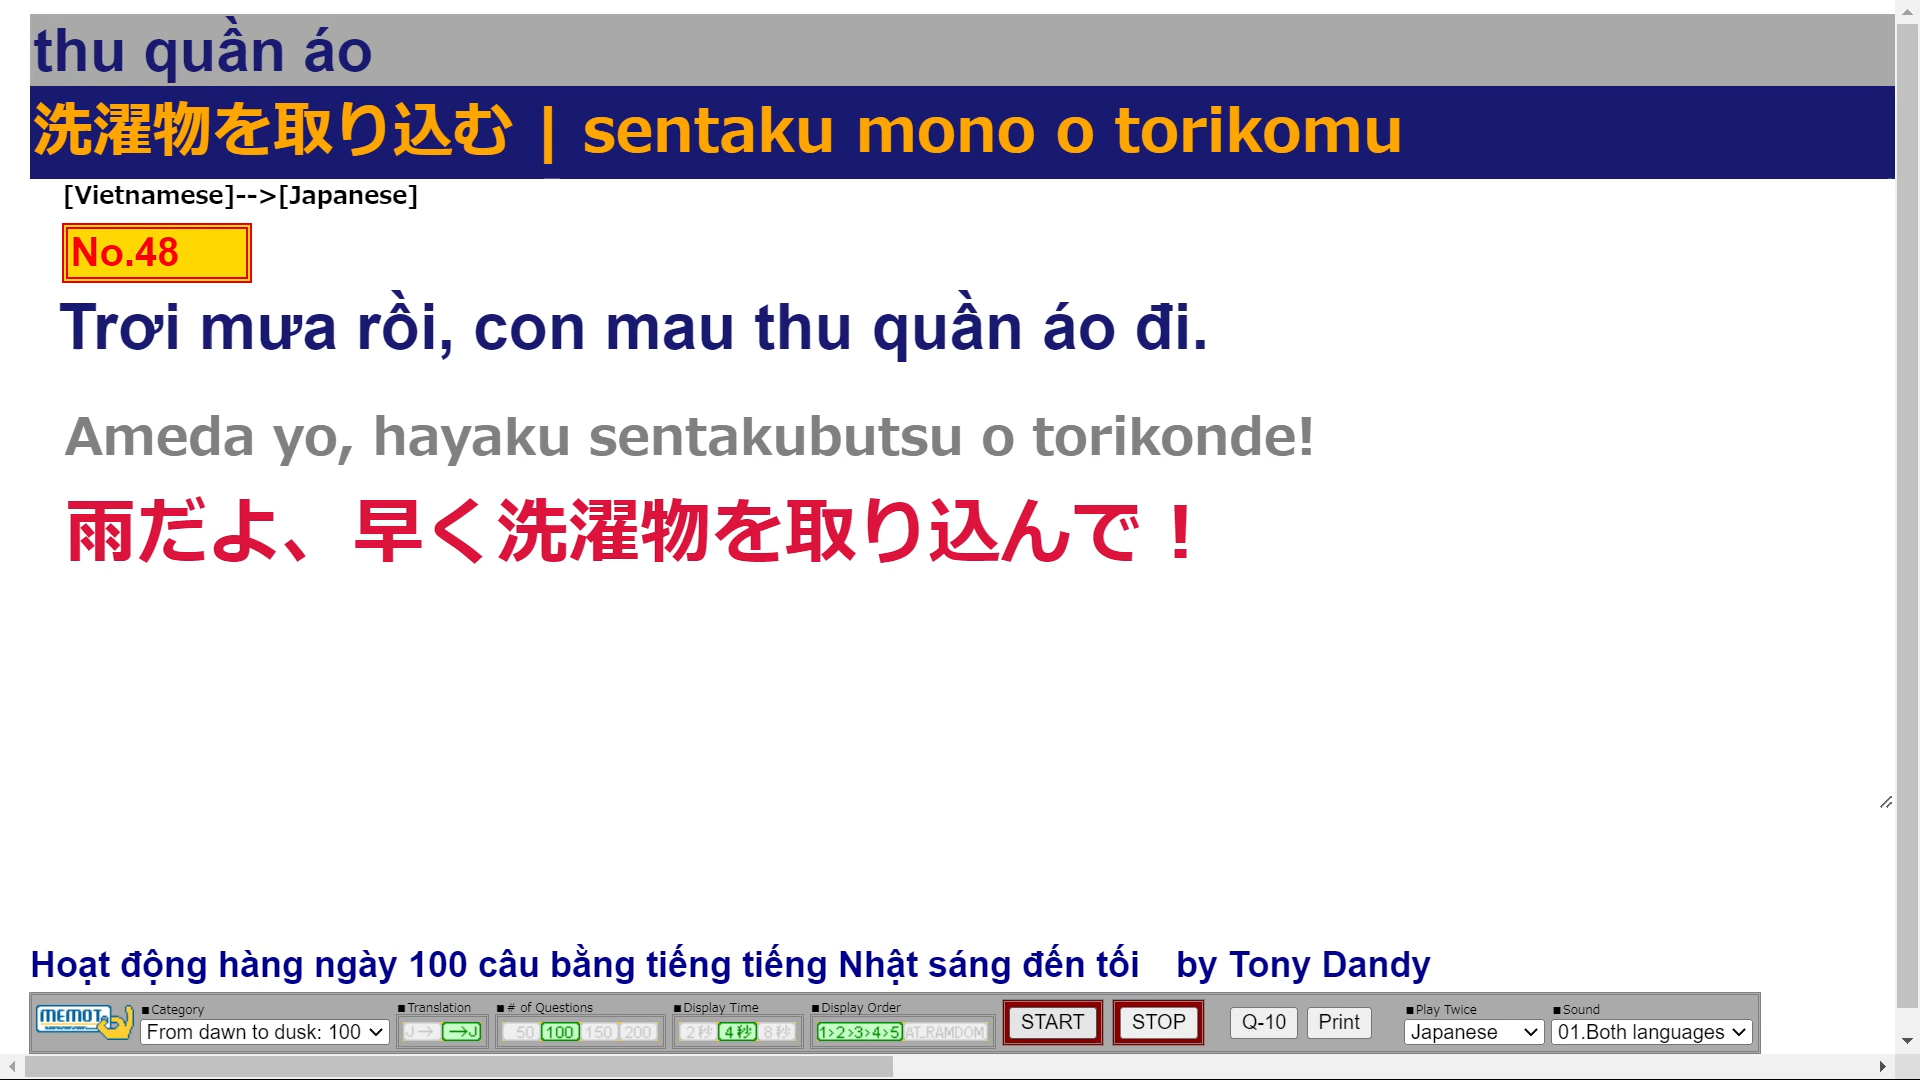 thu quần áo
洗濯物を取り込む | sentaku mono o torikomu
[Vietnamese]-->[Japanese]
No.48
Trơi mưa rồi, con mau thu quần áo đi.
Ameda yo, hayaku sentakubutsu o torikonde!
雨だよ、早く洗濯物を取り込んで！
Hoạt động hàng ngày 100 câu bằng tiếng tiếng Nhật sáng đến tối by Tony Dandy
MEMOT
■Category
From dawn to dusk: 100
■Translation
J→ →J
■# of Questions
50 100 150 200
■Display Time
2秒 4秒 8秒
■Display Order
1>2>3>4>5 AT_RAMDOM
START STOP Q-10 Print
■Play Twice
Japanese
■Sound
01.Both languages